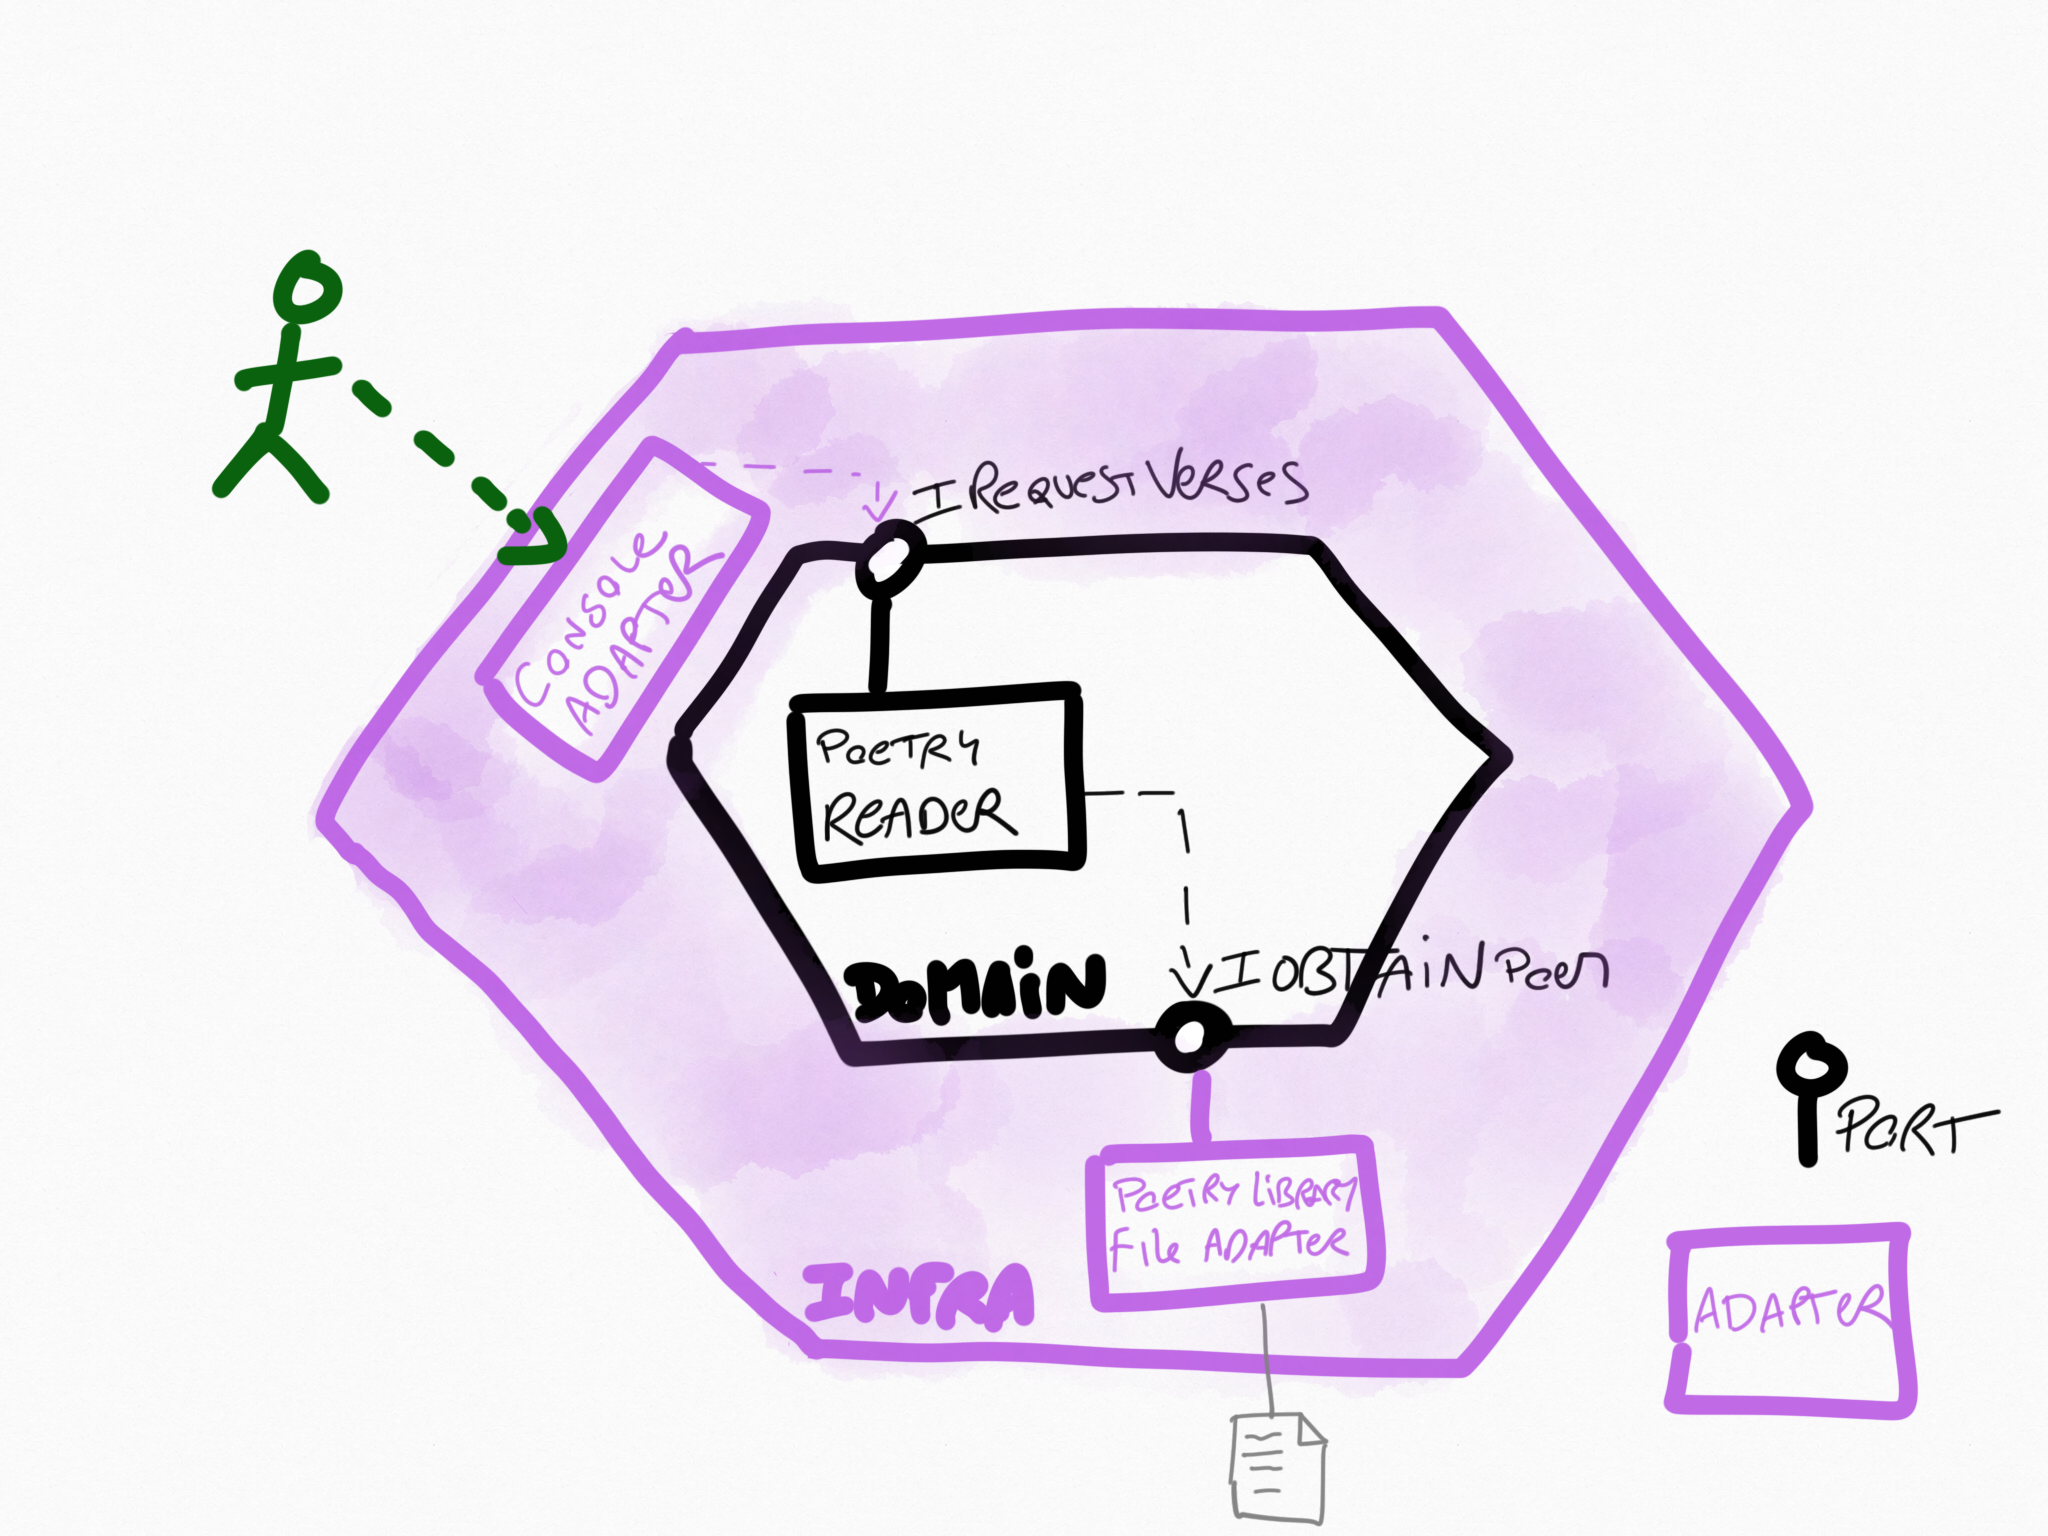 IREQUESTVERSES
CONSOLE
ADAPTER
POETRY
READER
DOMAIN
IOBTAINPOEM
PORT
POETRY LIBRARY
FILE ADAPTER
INFRA
ADAPTER